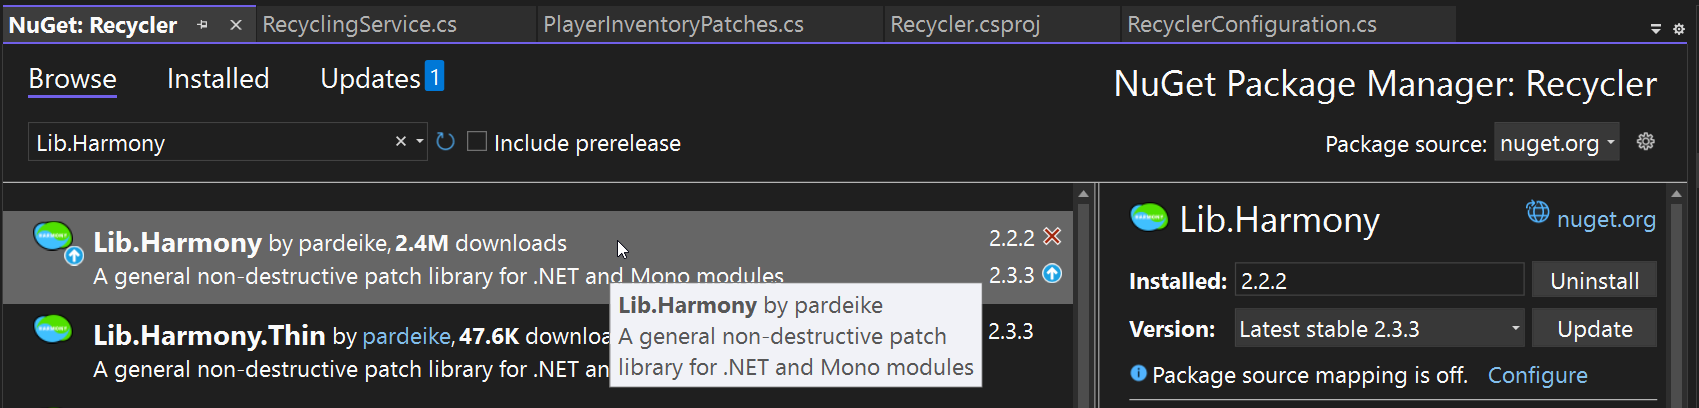 NuGet: Recycler RecyclingService.cs PlayerInventoryPatches.cs Recycler.csproj RecyclerConfiguration.cs
Browse Installed Updates 1
NuGet Package Manager: Recycler
Lib.Harmony Include prerelease
Package source: nuget.org
Lib.Harmony by pardeike, 2.4M downloads 2.2.2
A general non-destructive patch library for .NET and Mono modules 2.3.3
Lib.Harmony.Thin by pardeike, 47.6K 2.3.3
A general non-destructive patch library for .NET
Lib.Harmony by pardeike
A general non-destructive patch
library for .NET and Mono modules
Lib.Harmony nuget.org
Installed: 2.2.2 Uninstall
Version: Latest stable 2.3.3 Update
Package source mapping is off. Configure